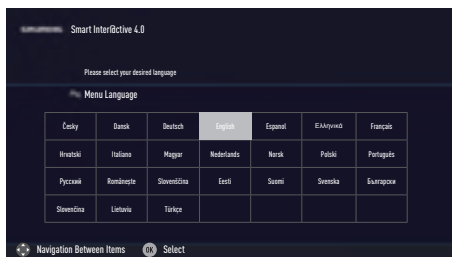 Smart Inter@ctive 4.0
Please select your desired language
Menu Language
Česky Dansk Deutsch English Espanol Ελληνικά Français
Hrvatski Italiano Magyar Nederlands Norsk Polski Português
Русский Româneşte Slovenščina Eesti Suomi Svenska Български
Slovenčina Lietuviu Türkçe
Navigation Between Items OK Select